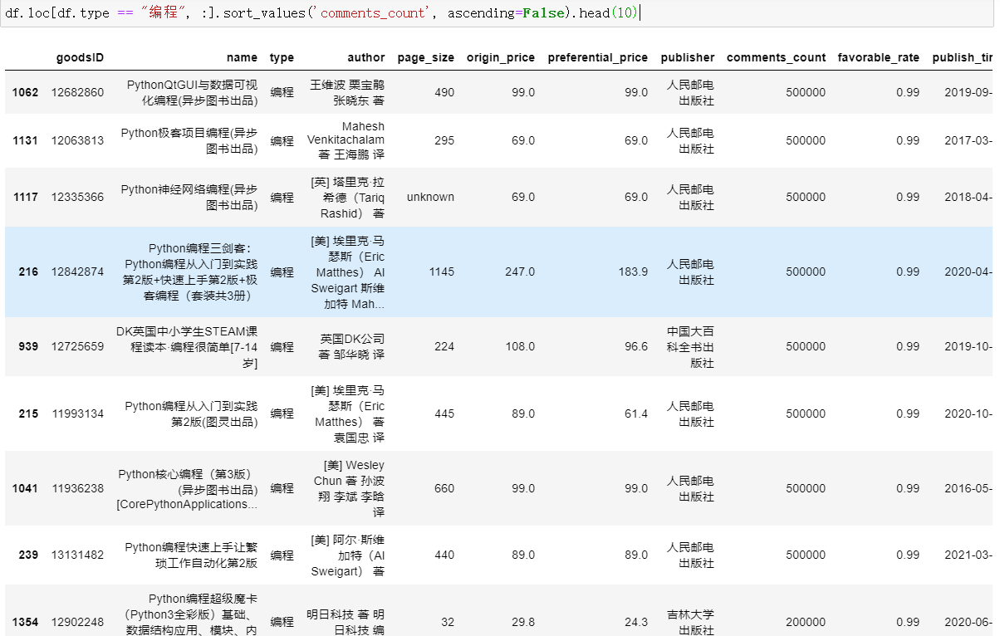 df.loc[df.type == "编程", :].sort_values('comments_count', ascending=False).head(10)
goodsID name type author page_size origin_price preferential_price publisher comments_count favorable_rate publish_tim
1062 12682860 PythonQtGUI与数据可视化编程(异步图书出品) 编程 王维波 栗宝鹃 张晓东 著 490 99.0 99.0 人民邮电出版社 500000 0.99 2019-09-
1131 12063813 Python极客项目编程(异步图书出品) 编程 Mahesh Venkitachalam 著 王海鹏 译 295 69.0 69.0 人民邮电出版社 500000 0.99 2017-03-
1117 12335366 Python神经网络编程(异步图书出品) 编程 [英] 塔里克·拉希德（Tariq Rashid） 著 unknown 69.0 69.0 人民邮电出版社 500000 0.99 2018-04-
216 12842874 Python编程三剑客：Python编程从入门到实践第2版+快速上手第2版+极客编程（套装共3册） 编程 [美] 埃里克·马瑟斯（Eric Matthes） Al Sweigart 斯维加特 Mah... 1145 247.0 183.9 人民邮电出版社 500000 0.99 2020-04-
939 12725659 DK英国中小学生STEAM课程读本·编程很简单[7-14岁] 编程 英国DK公司 著 邹华晓 译 224 108.0 96.6 中国大百科全书出版社 500000 0.99 2019-10-
215 11993134 Python编程从入门到实践第2版(图灵出品) 编程 [美] 埃里克·马瑟斯（Eric Matthes） 著 袁国忠 译 445 89.0 61.4 人民邮电出版社 500000 0.99 2020-10-
1041 11936238 Python核心编程（第3版）(异步图书出品) [CorePythonApplications... 编程 [美] Wesley Chun 著 孙波翔 李斌 李晗 译 660 99.0 99.0 人民邮电出版社 500000 0.99 2016-05-
239 13131482 Python编程快速上手让繁琐工作自动化第2版 编程 [美] 阿尔·斯维加特（Al Sweigart） 著 440 89.0 89.0 人民邮电出版社 500000 0.99 2021-03-
1354 12902248 Python编程超级魔卡（Python3全彩版）基础、数据结构应用、模块、内 编程 明日科技 著 明日科技 编 32 29.8 24.3 吉林大学出版社 200000 0.99 2020-06-